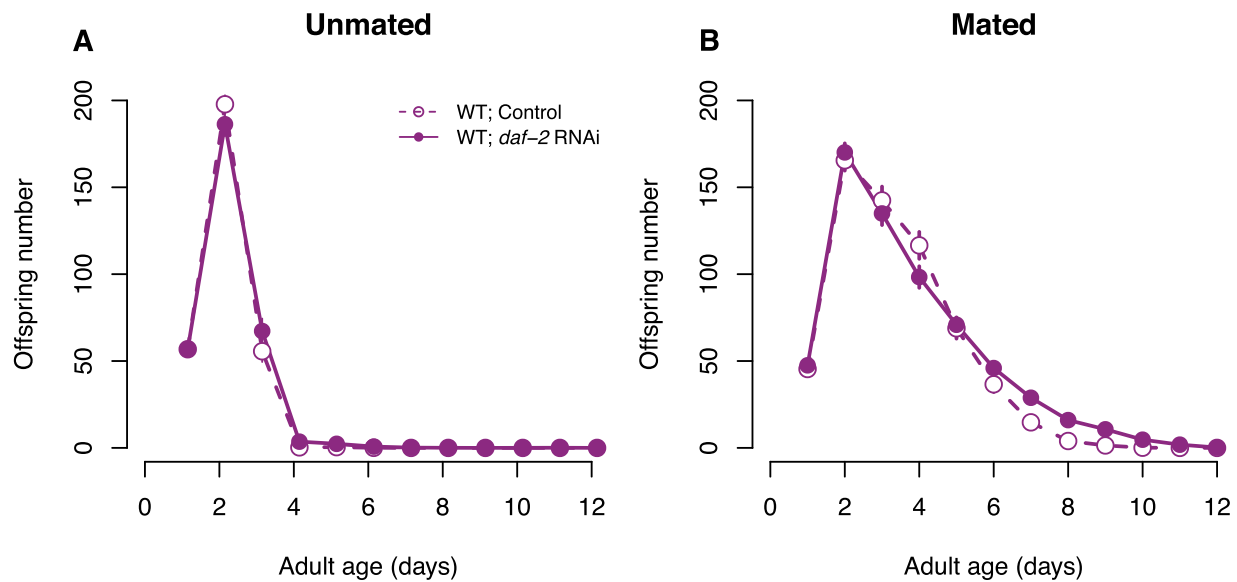 Unmated
Mated
A
B
WT; Control
WT; daf−2 RNAi
Offspring number
0
50
100
150
200
0 2 4 6 8 10 12
Adult age (days)
Offspring number
0
50
100
150
200
0 2 4 6 8 10 12
Adult age (days)